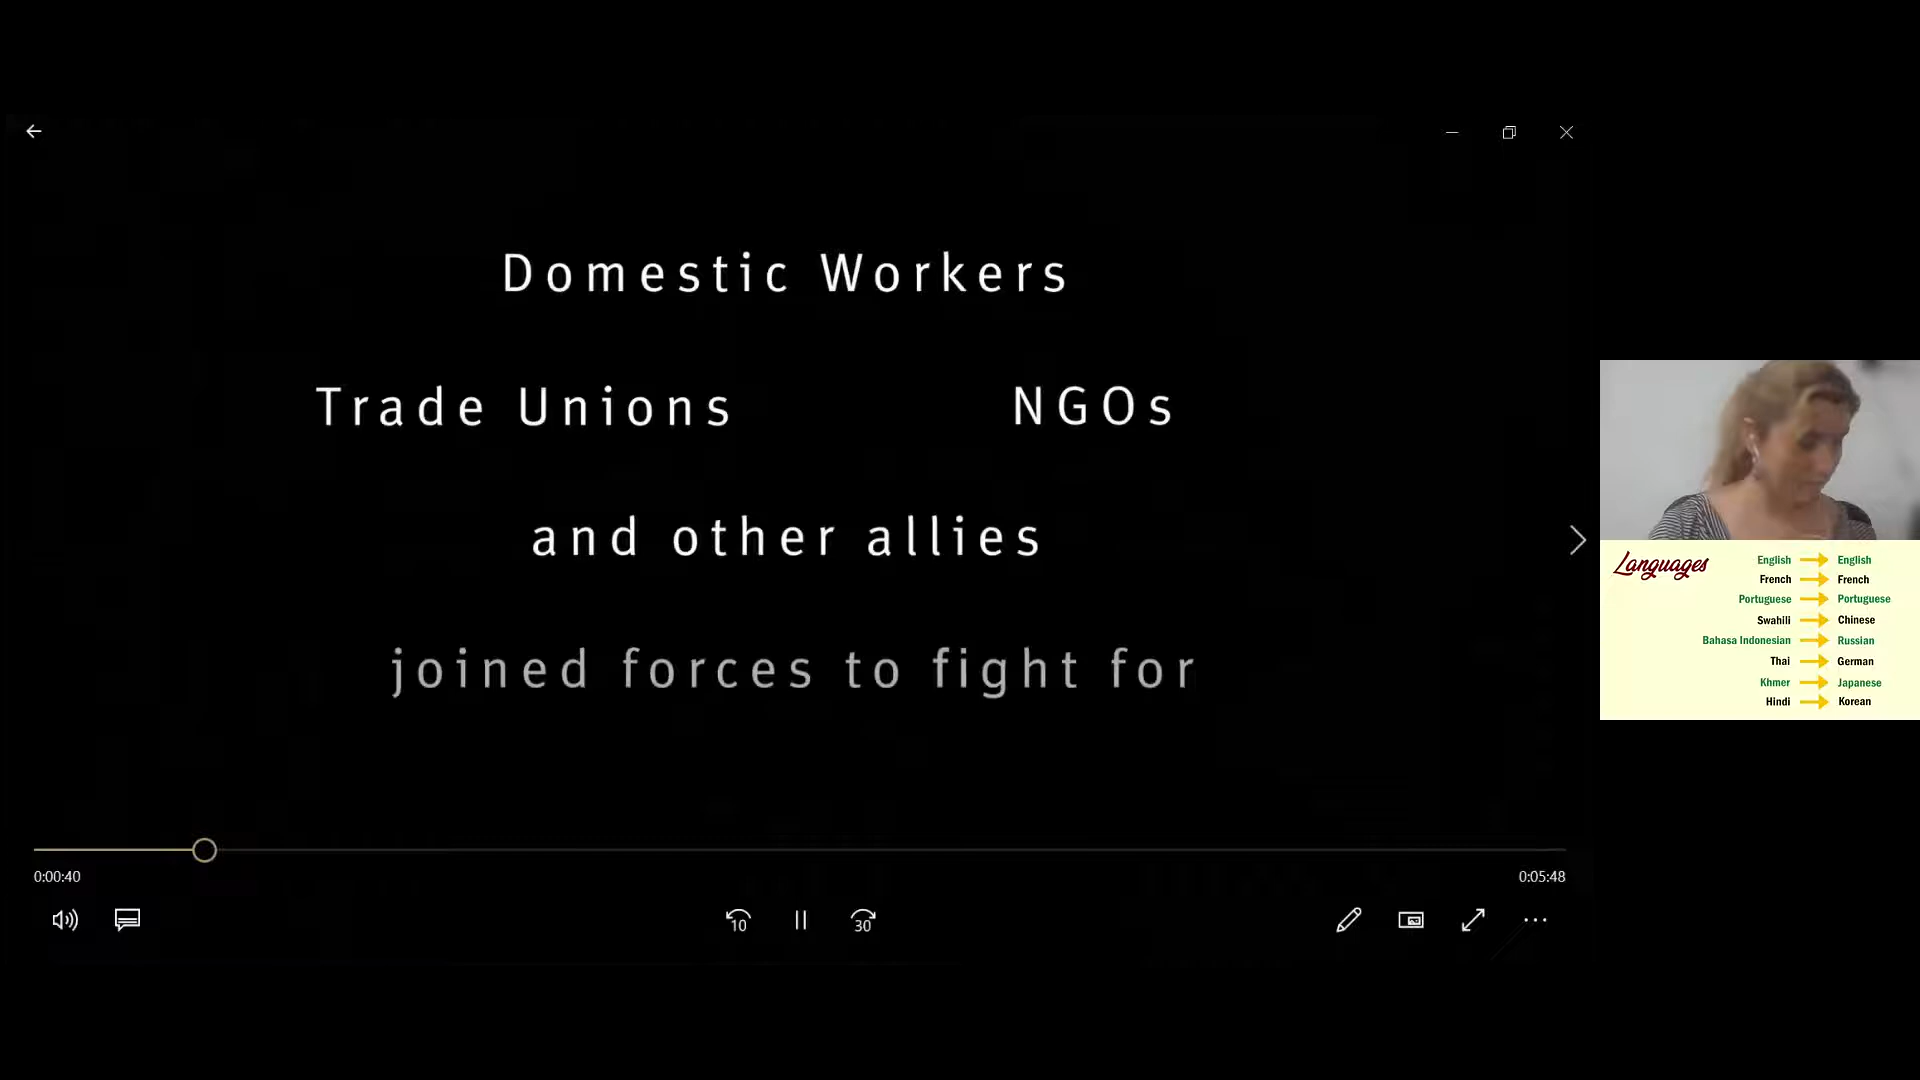 Domestic Workers
Trade Unions NGOs
and other allies
joined forces to fight for
0:00:40 0:05:48
10 30
Languages
English English
French French
Portuguese Portuguese
Swahili Chinese
Bahasa Indonesian Russian
Thai German
Khmer Japanese
Hindi Korean